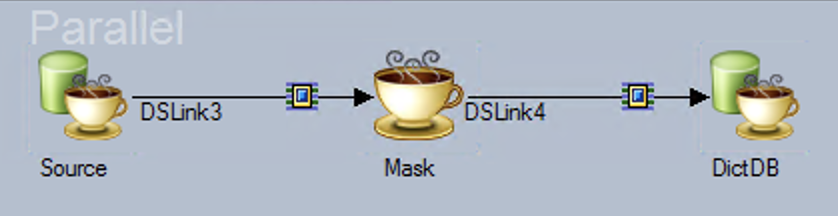 Parallel
DSLink3
DSLink4
Source
Mask
DictDB